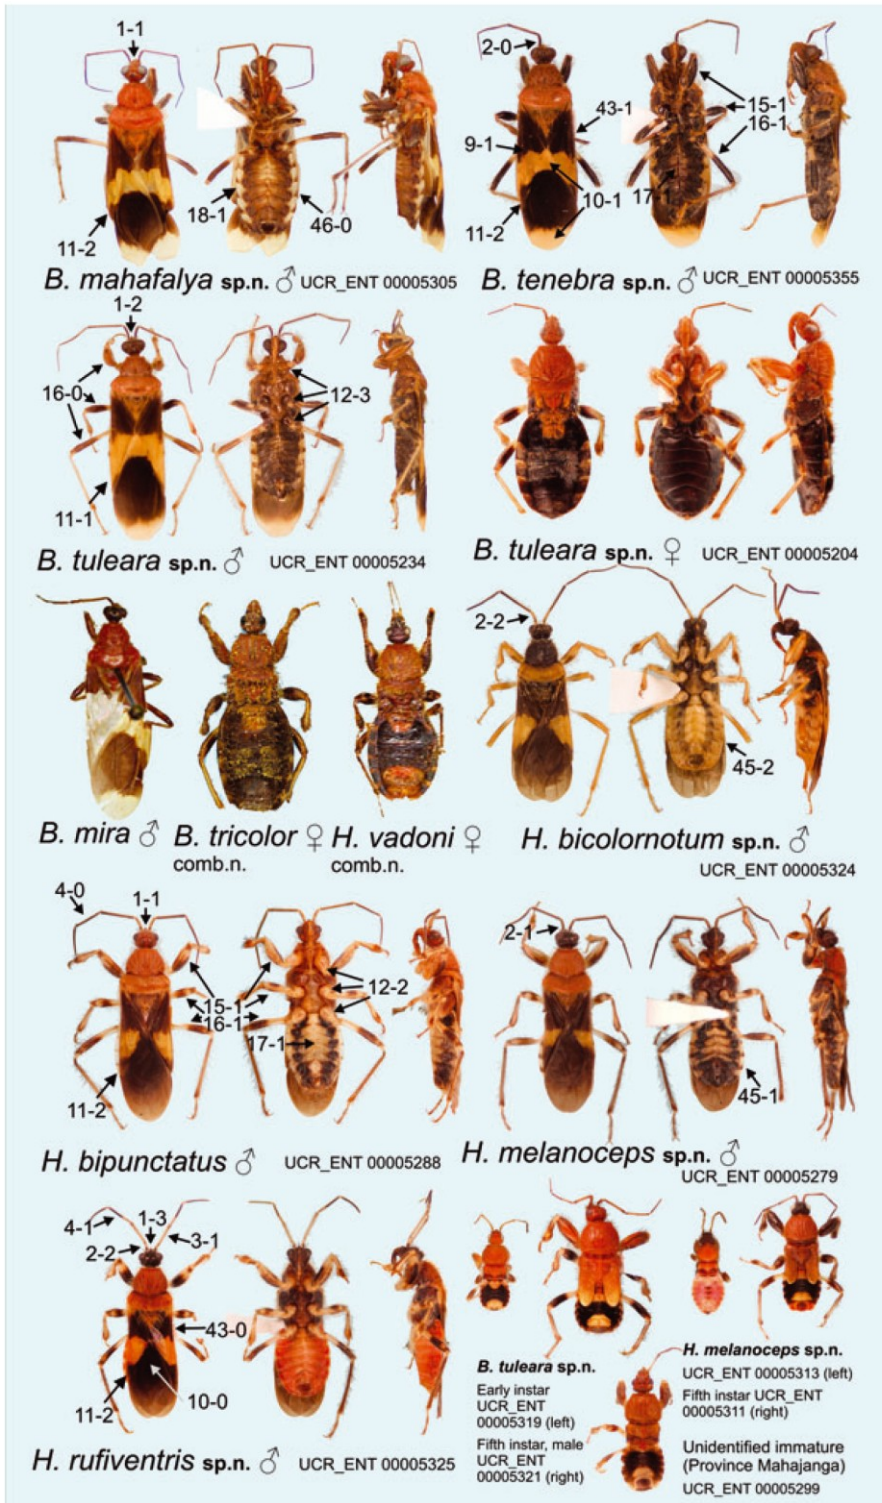 1-1
2-0
43-1
15-1
16-1
9-1
18-1
46-0
17-1
10-1
11-2
11-2
B. mahafalya sp.n. ♂ UCR_ENT 00005305
B. tenebra sp.n. ♂ UCR_ENT 00005355
1-2
16-0
12-3
11-1
B. tuleara sp.n. ♂ UCR_ENT 00005234
B. tuleara sp.n. ♀ UCR_ENT 00005204
2-2
45-2
B. mira ♂ B. tricolor ♀ H. vadoni ♀
comb.n. comb.n.
H. bicolornotum sp.n. ♂
UCR_ENT 00005324
4-0
1-1
2-1
15-1
12-2
16-1
17-1
11-2
45-1
H. bipunctatus ♂ UCR_ENT 00005288
H. melanoceps sp.n. ♂
UCR_ENT 00005279
4-1
1-3
3-1
2-2
43-0
11-2
10-0
H. rufiventris sp.n. ♂ UCR_ENT 00005325
B. tuleara sp.n.
Early instar
UCR_ENT
00005319 (left)
Fifth instar, male
UCR_ENT
00005321 (right)
H. melanoceps sp.n.
UCR_ENT 00005313 (left)
Fifth instar UCR_ENT
00005311 (right)
Unidentified immature
(Province Mahajanga)
UCR_ENT 00005299